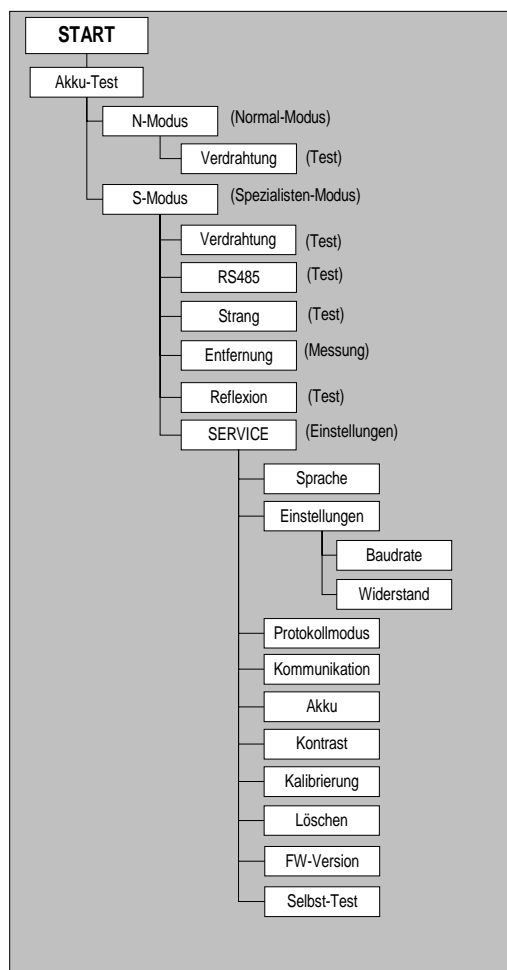 START
Akku-Test
N-Modus (Normal-Modus)
Verdrahtung (Test)
S-Modus (Spezialisten-Modus)
Verdrahtung (Test)
RS485 (Test)
Strang (Test)
Entfernung (Messung)
Reflexion (Test)
SERVICE (Einstellungen)
Sprache
Einstellungen
Baudrate
Widerstand
Protokollmodus
Kommunikation
Akku
Kontrast
Kalibrierung
Löschen
FW-Version
Selbst-Test